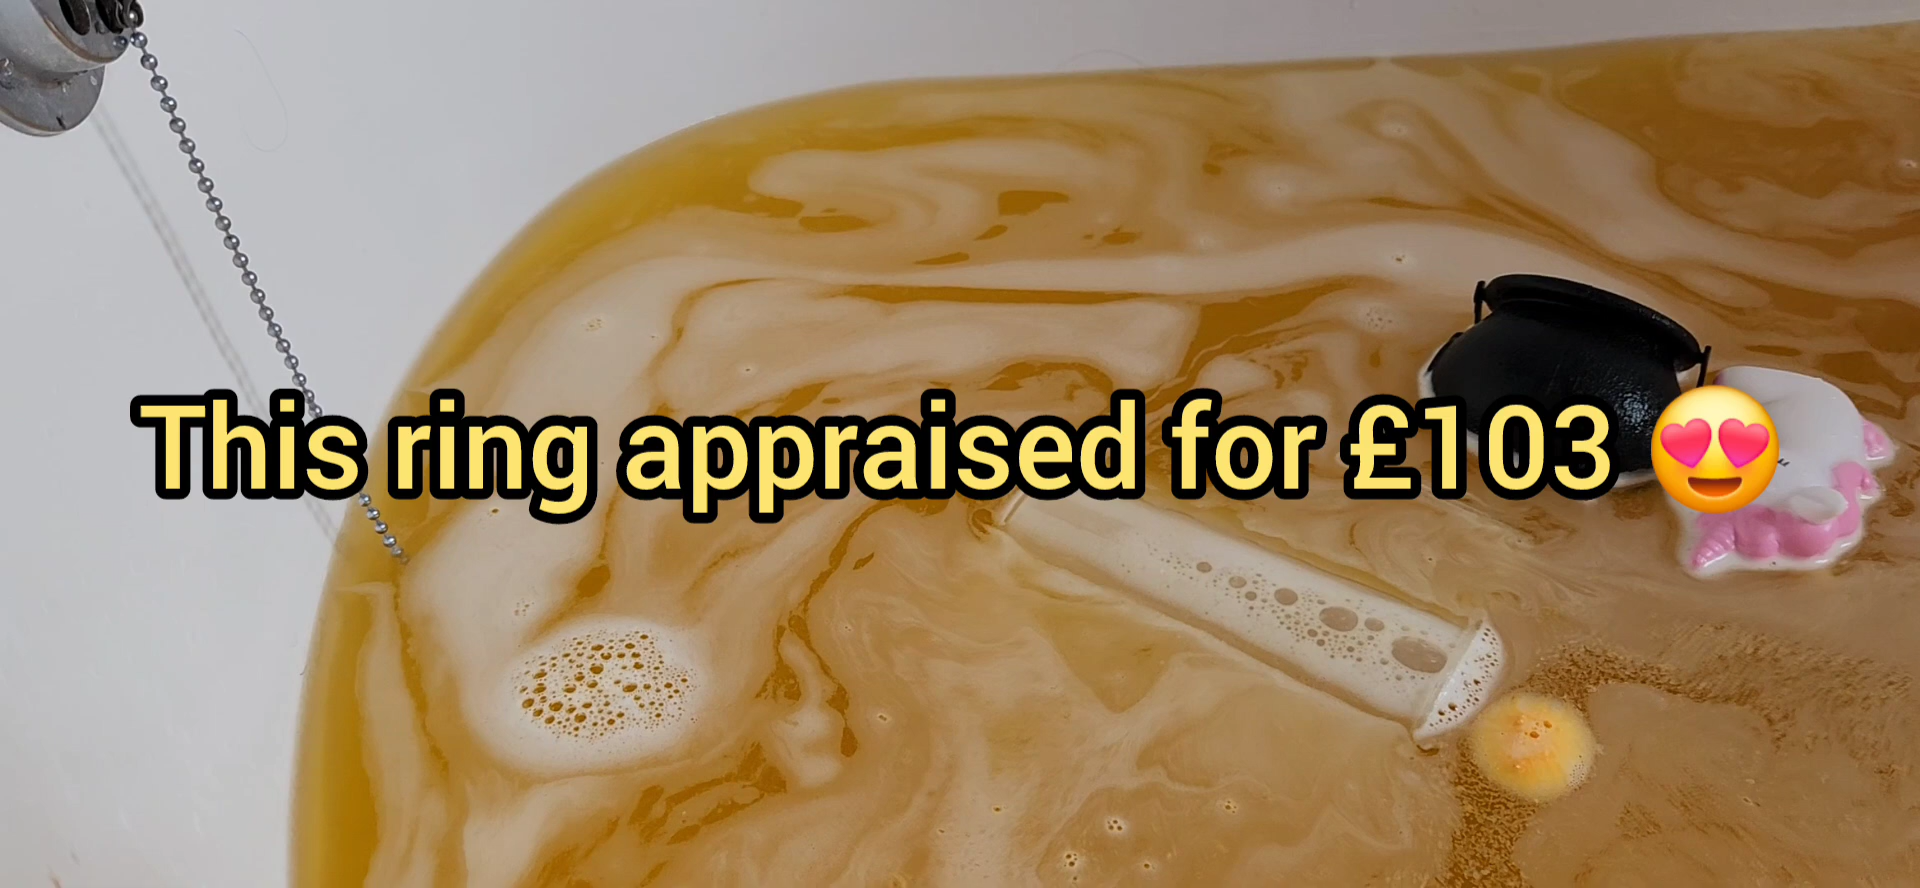 This ring appraised for £103 😍